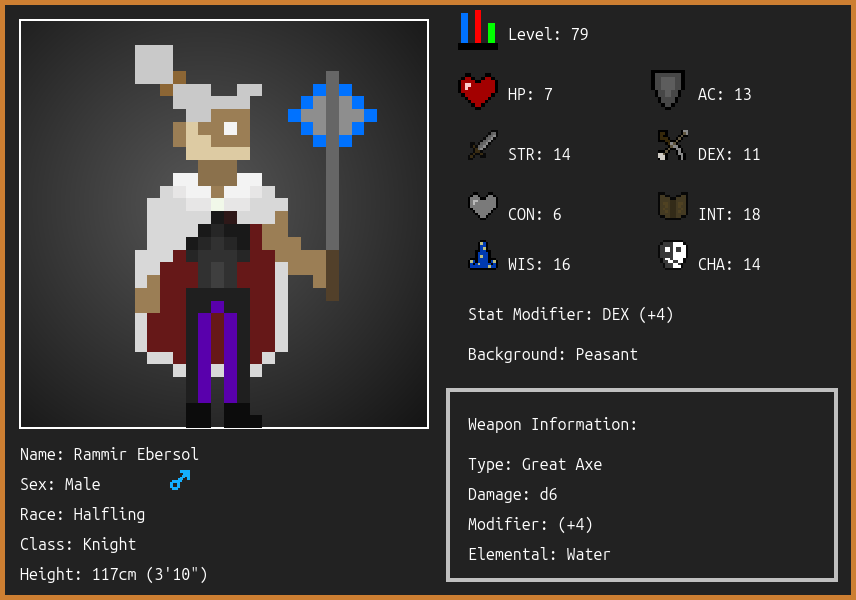 Level: 79
HP: 7
AC: 13
STR: 14
DEX: 11
CON: 6
INT: 18
WIS: 16
CHA: 14
Stat Modifier: DEX (+4)
Background: Peasant
Weapon Information:
Type: Great Axe
Damage: d6
Modifier: (+4)
Elemental: Water
Name: Rammir Ebersol
Sex: Male
Race: Halfling
Class: Knight
Height: 117cm (3'10")